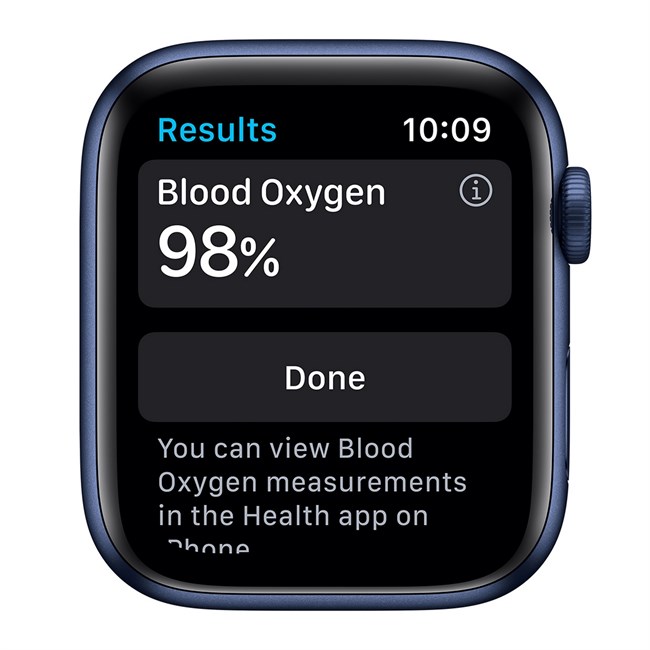 Results 10:09
Blood Oxygen
98%
Done
You can view Blood
Oxygen measurements
in the Health app on